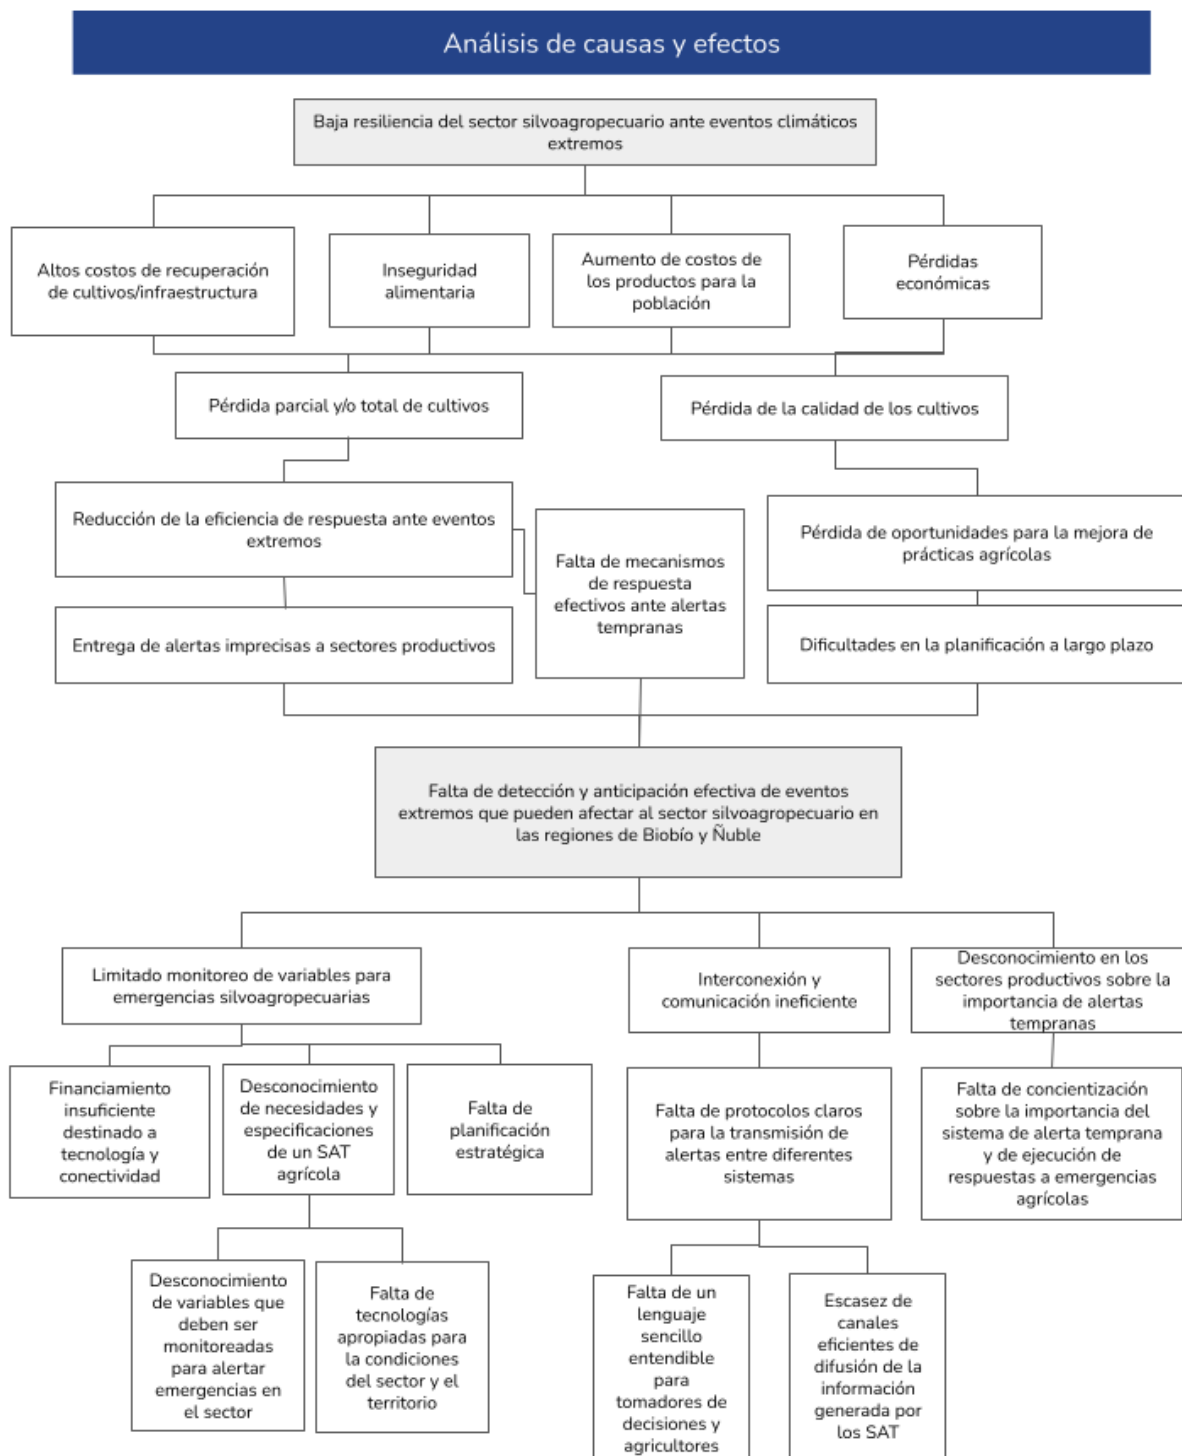 Análisis de causas y efectos
Baja resiliencia del sector silvoagropecuario ante eventos climáticos
extremos
Altos costos de recuperación
de cultivos/infraestructura
Inseguridad
alimentaria
Aumento de costos de
los productos para la
población
Pérdidas
económicas
Pérdida parcial y/o total de cultivos
Pérdida de la calidad de los cultivos
Reducción de la eficiencia de respuesta ante eventos
extremos
Falta de mecanismos
de respuesta
efectivos ante alertas
tempranas
Pérdida de oportunidades para la mejora de
prácticas agrícolas
Entrega de alertas imprecisas a sectores productivos
Dificultades en la planificación a largo plazo
Falta de detección y anticipación efectiva de eventos
extremos que pueden afectar al sector silvoagropecuario en
las regiones de Biobío y Ñuble
Limitado monitoreo de variables para
emergencias silvoagropecuarias
Interconexión y
comunicación ineficiente
Desconocimiento en los
sectores productivos sobre la
importancia de alertas
tempranas
Financiamiento
insuficiente
destinado a
tecnología y
conectividad
Desconocimiento
de necesidades y
especificaciones
de un SAT
agrícola
Falta de
planificación
estratégica
Falta de protocolos claros
para la transmisión de
alertas entre diferentes
sistemas
Falta de concientización
sobre la importancia del
sistema de alerta temprana
y de ejecución de
respuestas a emergencias
agrícolas
Desconocimiento
de variables que
deben ser
monitoreadas
para alertar
emergencias en
el sector
Falta de
tecnologías
apropiadas para
la condiciones
del sector y el
territorio
Falta de un
lenguaje
sencillo
entendible
para
tomadores de
decisiones y
agricultores
Escasez de
canales
eficientes de
difusión de la
información
generada por
los SAT